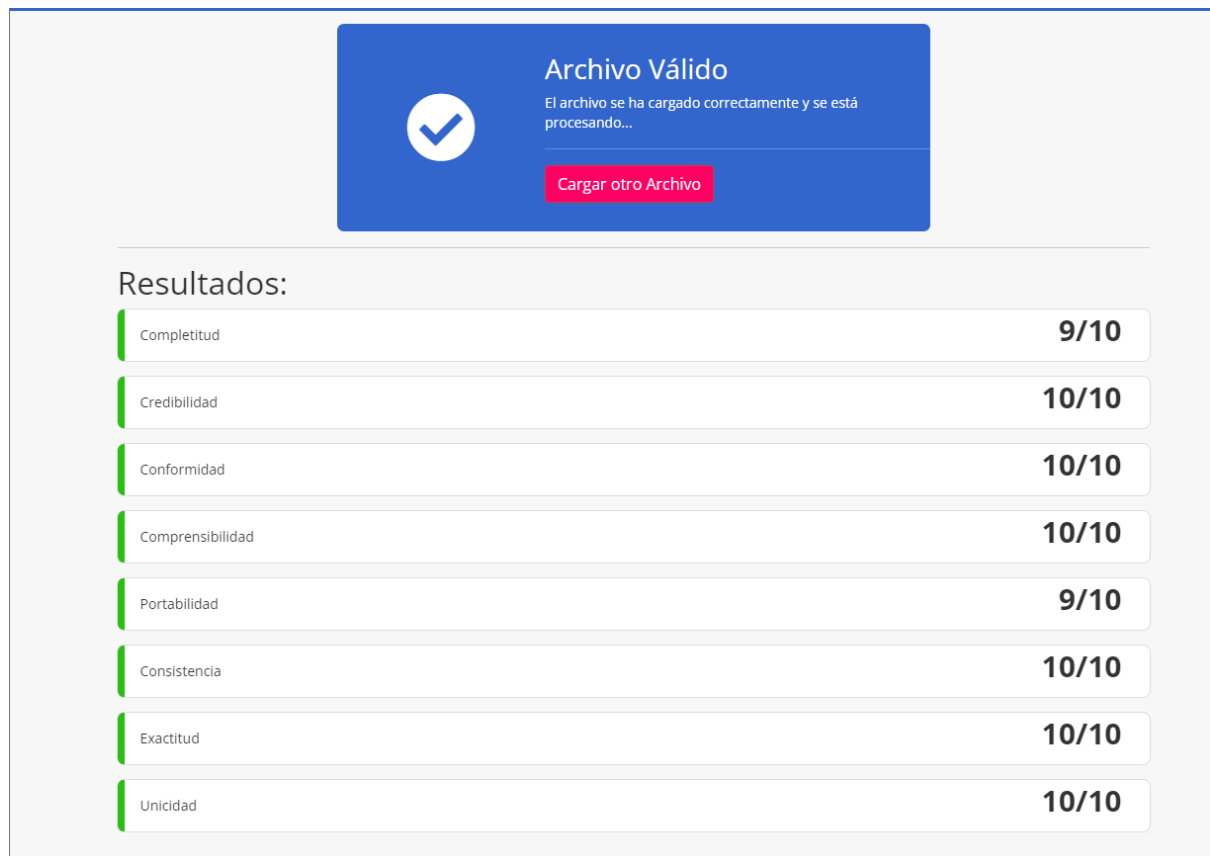 Archivo Válido
El archivo se ha cargado correctamente y se está
procesando...
Cargar otro Archivo
Resultados:
Completitud 9/10
Credibilidad 10/10
Conformidad 10/10
Comprensibilidad 10/10
Portabilidad 9/10
Consistencia 10/10
Exactitud 10/10
Unicidad 10/10